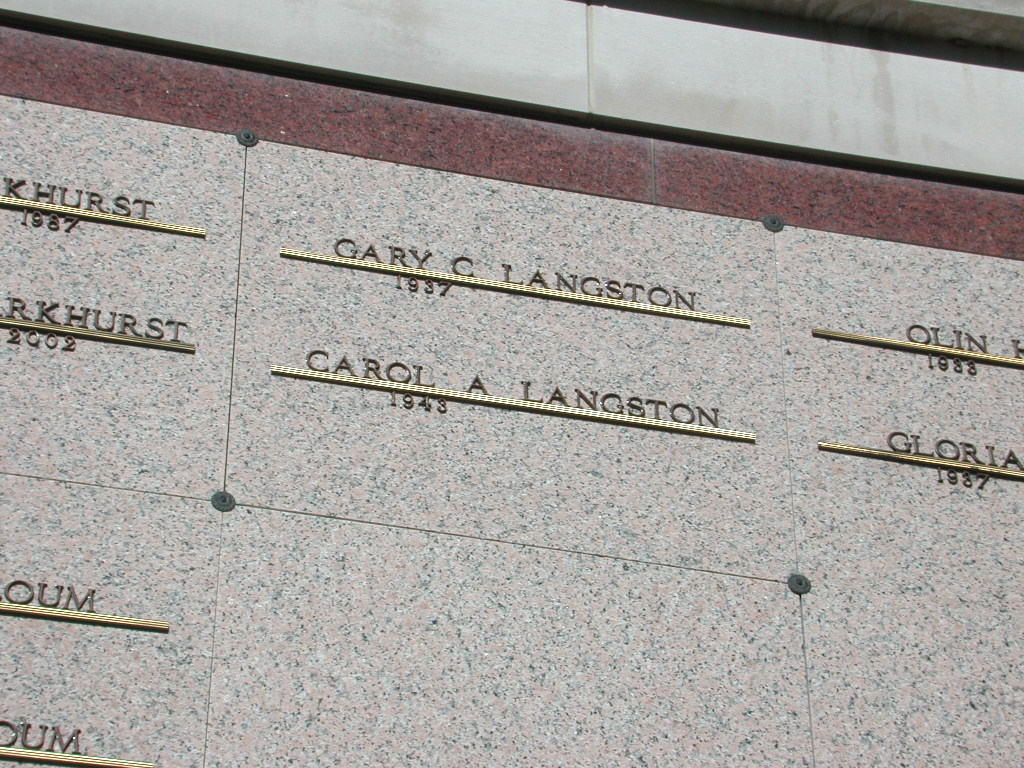 KHURST
1987
RKHURST
2002
GARY C LANGSTON
1937
CAROL A LANGSTON
1943
OLIN
1933
GLORIA
1937
OUM
OUM